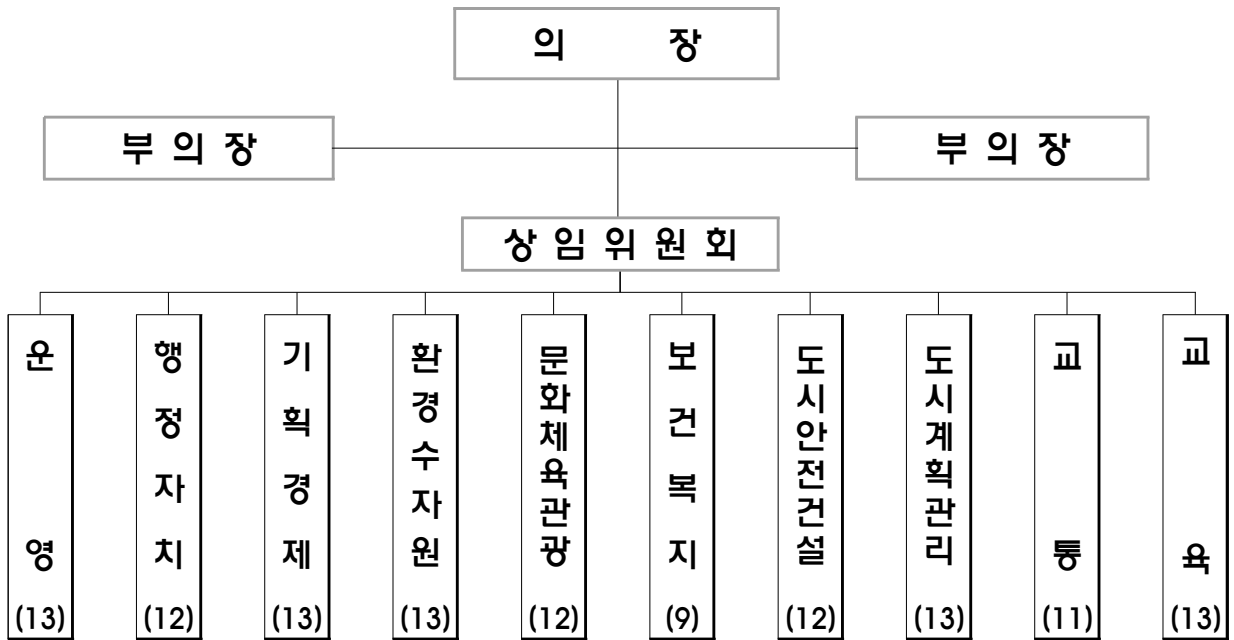 의 장
부 의 장
부 의 장
상 임 위 원 회
운영
(13)
행정자치
(12)
기획경제
(13)
환경수자원
(13)
문화체육관광
(12)
보건복지
(9)
도시안전건설
(12)
도시계획관리
(13)
교통
(11)
교육
(13)